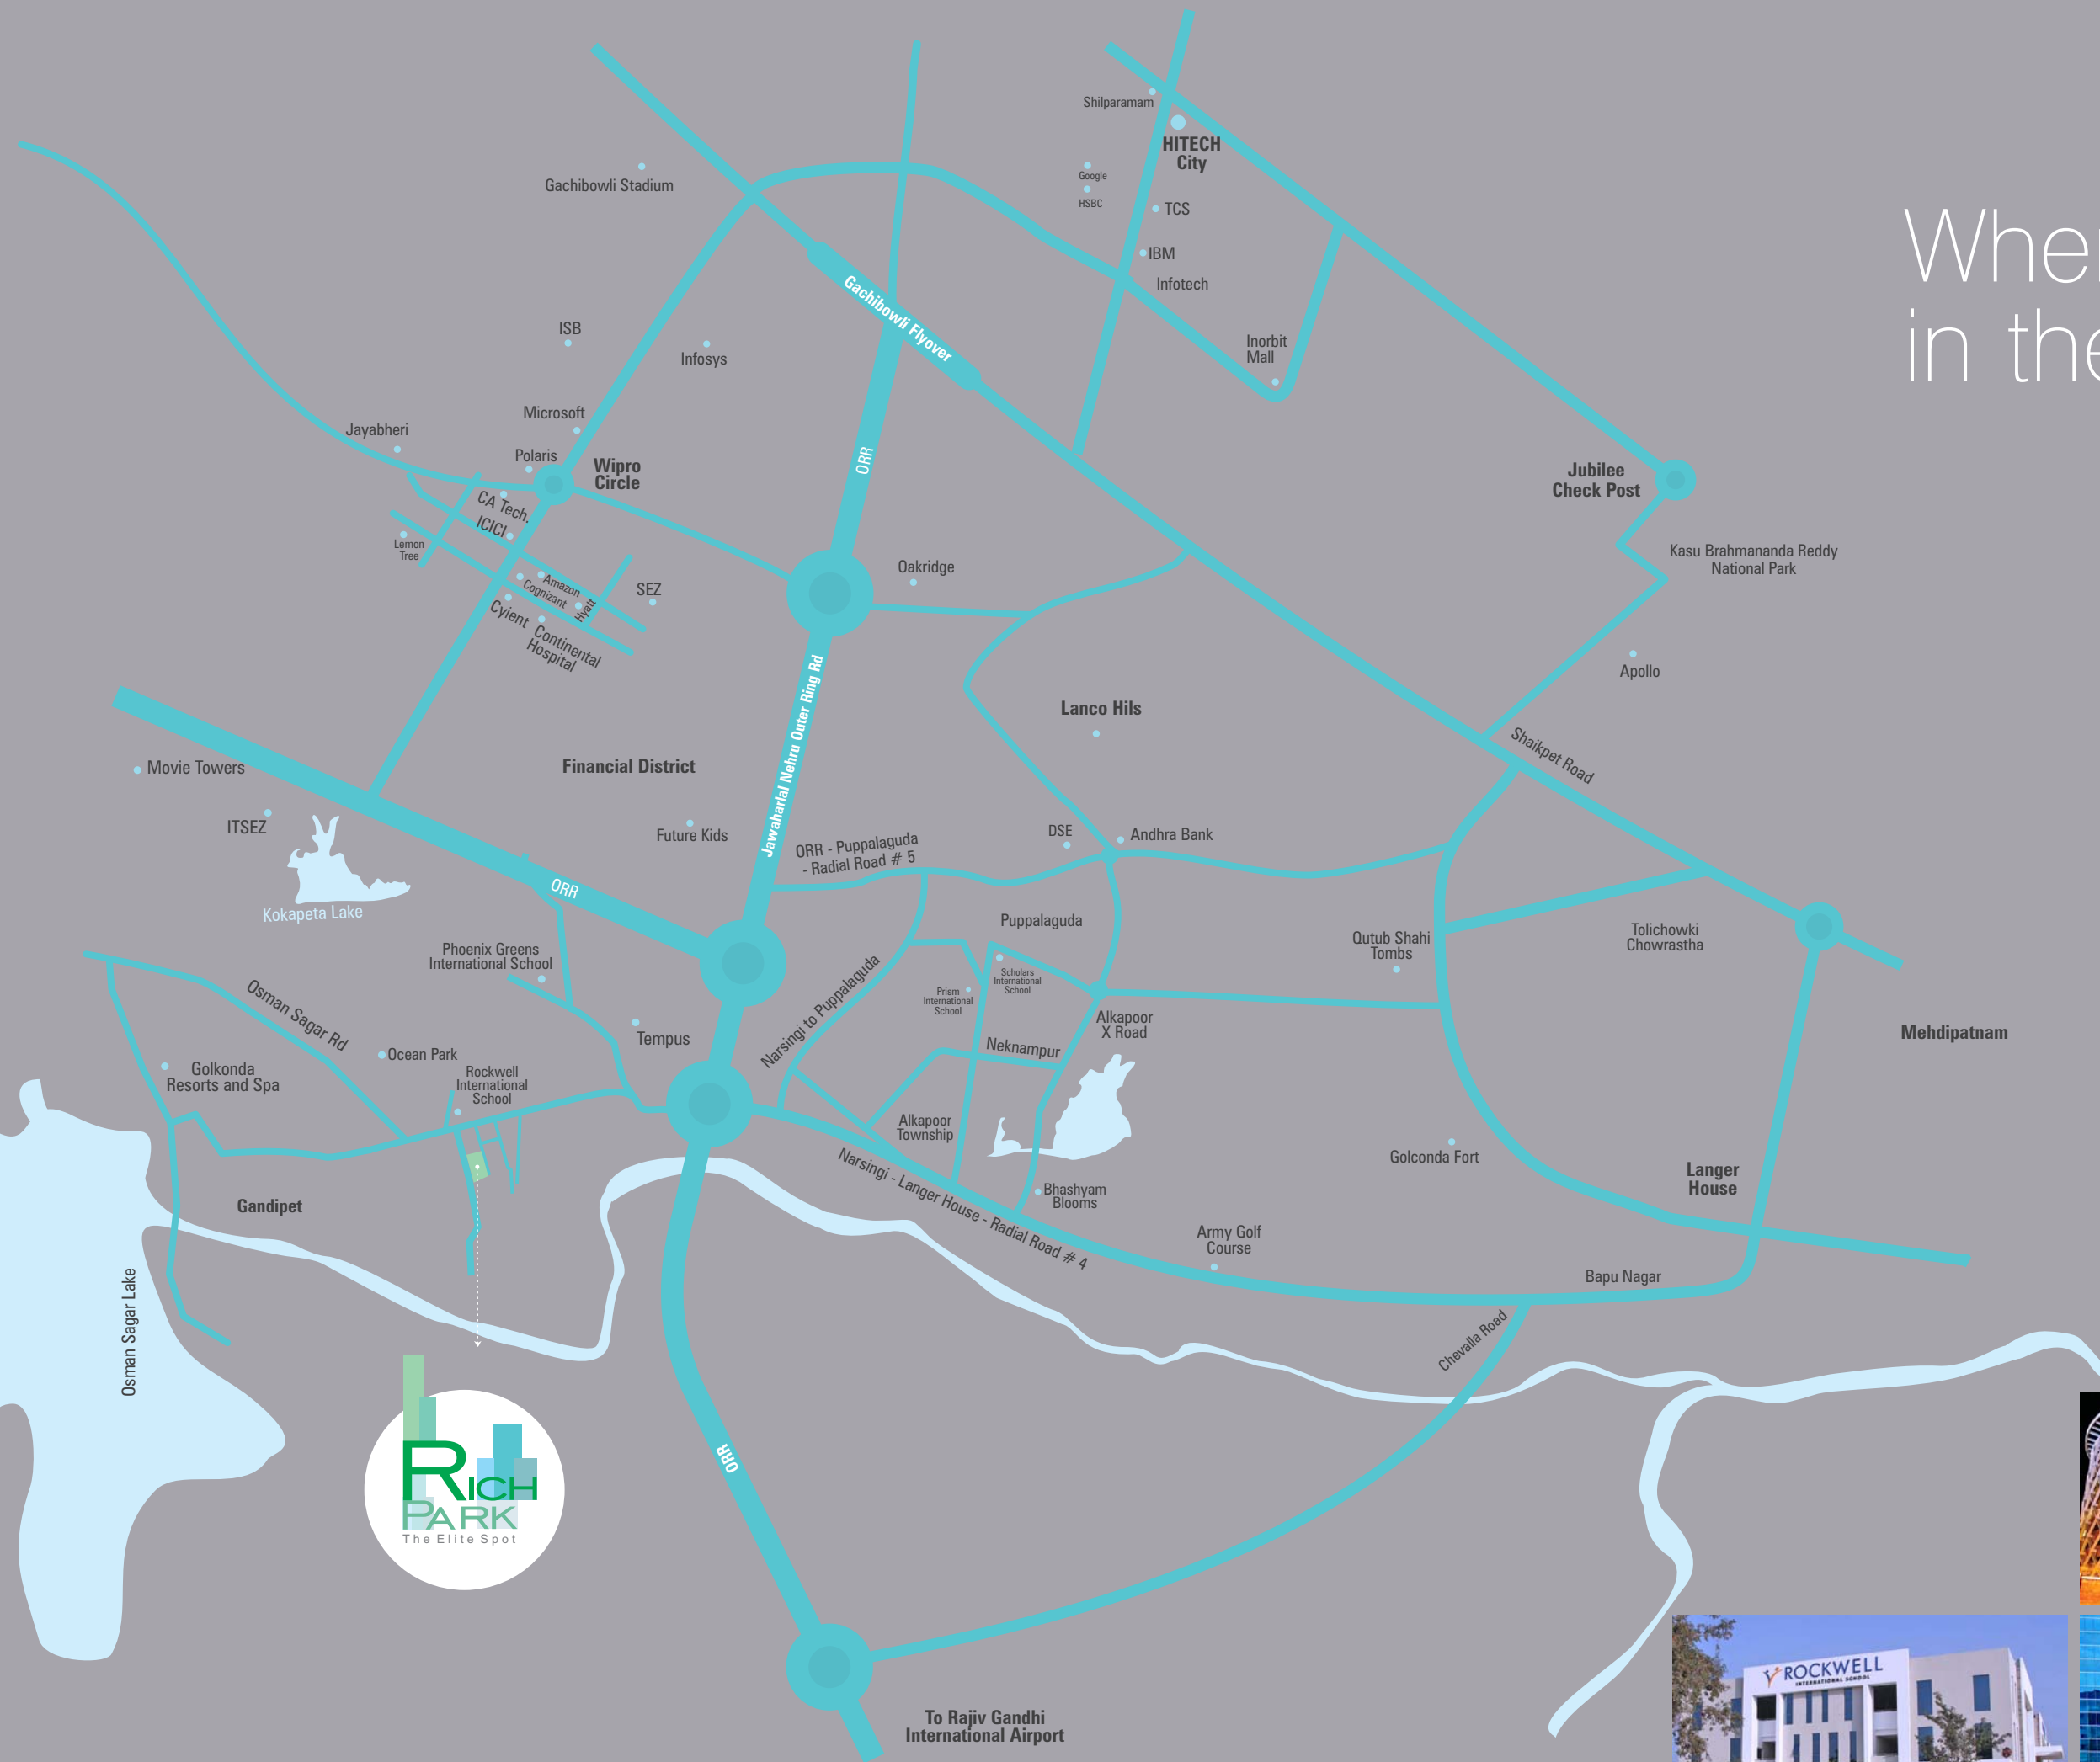 Shilparamam
HITECH
City
Google
HSBC
TCS
IBM
Infotech
Gachibowli Stadium
Gachibowli Flyover
Wher
in the
ISB
Infosys
Inorbit
Mall
Microsoft
Jayabheri
Polaris
Wipro
Circle
ORR
Jubilee
Check Post
CA Tech.
ICICI
Lemon
Tree
Amazon
Cognizant
Hyatt
Cyient
Continental
Hospital
SEZ
Oakridge
Kasu Brahmananda Reddy
National Park
Apollo
Jawaharlal Nehru Outer Ring Rd
Lanco Hils
Shaikpet Road
Movie Towers
Financial District
ITSEZ
Future Kids
DSE
Andhra Bank
ORR - Puppalaguda
- Radial Road # 5
ORR
Kokapeta Lake
Puppalaguda
Qutub Shahi
Tombs
Tolichowki
Chowrastha
Phoenix Greens
International School
Scholars
International
School
Prism
International
School
Narsingi to Puppalaguda
Osman Sagar Rd
Alkapoor
X Road
Mehdipatnam
Tempus
Neknampur
Ocean Park
Golkonda
Resorts and Spa
Rockwell
International
School
Alkapoor
Township
Golconda Fort
Langer
House
Narsingi - Langer House - Radial Road # 4
Bhashyam
Blooms
Gandipet
Army Golf
Course
Bapu Nagar
Osman Sagar Lake
Chevalla Road
RICH
PARK
The Elite Spot
ORR
To Rajiv Gandhi
International Airport
ROCKWELL
INTERNATIONAL SCHOOL